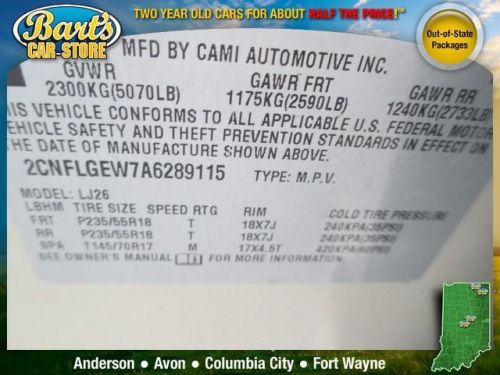 Bart's
CAR★STORE
TWO YEAR OLD CARS FOR ABOUT HALF THE PRICE!™
Out-of-State
Packages
MFD BY CAMI AUTOMOTIVE INC.
GVWR GAWR FRT GAWR RR
2300KG(5070LB) 1175KG(2590LB) 1240KG(2733LB)
THIS VEHICLE CONFORMS TO ALL APPLICABLE U.S. FEDERAL MOTOR
VEHICLE SAFETY AND THEFT PREVENTION STANDARDS IN EFFECT ON
THE DATE OF MANUFACTURE SHOWN ABOVE.
2CNFLGEW7A6289115 TYPE: M.P.V.
MODEL: LJ26
LBHM TIRE SIZE SPEED RTG RIM COLD TIRE PRESSURE
FRT P235/55R18 T 18X7J 240KPA(35PSI)
RR P235/55R18 T 18X7J 240KPA(35PSI)
SPA T145/70R17 M 17X4.5T 420KPA(60PSI)
SEE OWNER'S MANUAL FOR MORE INFORMATION.
Anderson ● Avon ● Columbia City ● Fort Wayne